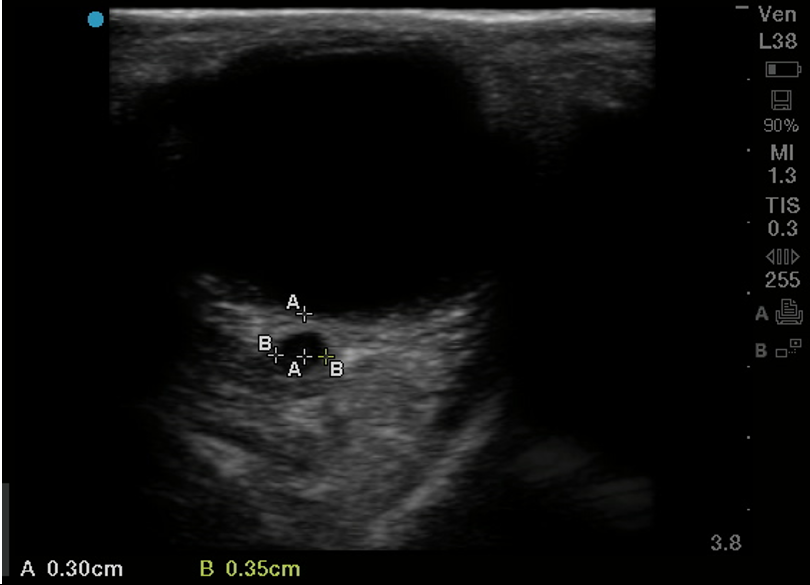 Ven
L38
90%
MI
1.3
TIS
0.3
255
A
B
A
B
A
B
3.8
A 0.30cm B 0.35cm